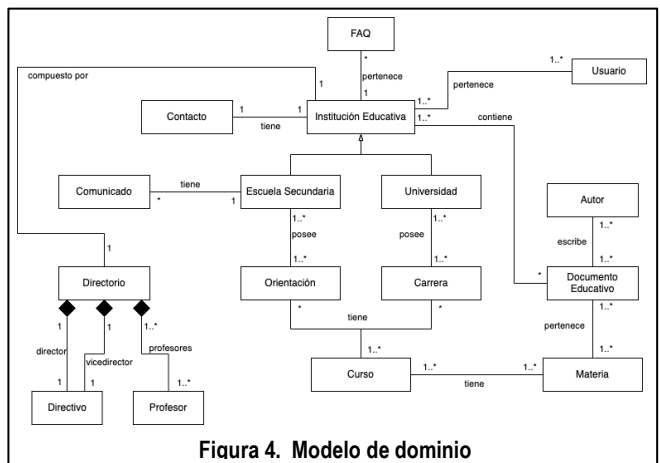 FAQ
*
compuesto por
pertenece
1..*
Usuario
1
1
pertenece
Contacto
1
1
Institución Educativa
1..*
1..*
contiene
tiene
Comunicado
tiene
Escuela Secundaria
Universidad
Autor
*
1
1..*
1..*
1..*
posee
posee
escribe
1
1..*
1..*
1..*
Directorio
Orientación
Carrera
*
Documento
Educativo
*
*
1..*
1
1
1..*
tiene
pertenece
director
vicedirector
profesores
1..*
1..*
1
1
1..*
Curso
1..*
1..*
Materia
Directivo
Profesor
tiene
Figura 4. Modelo de dominio